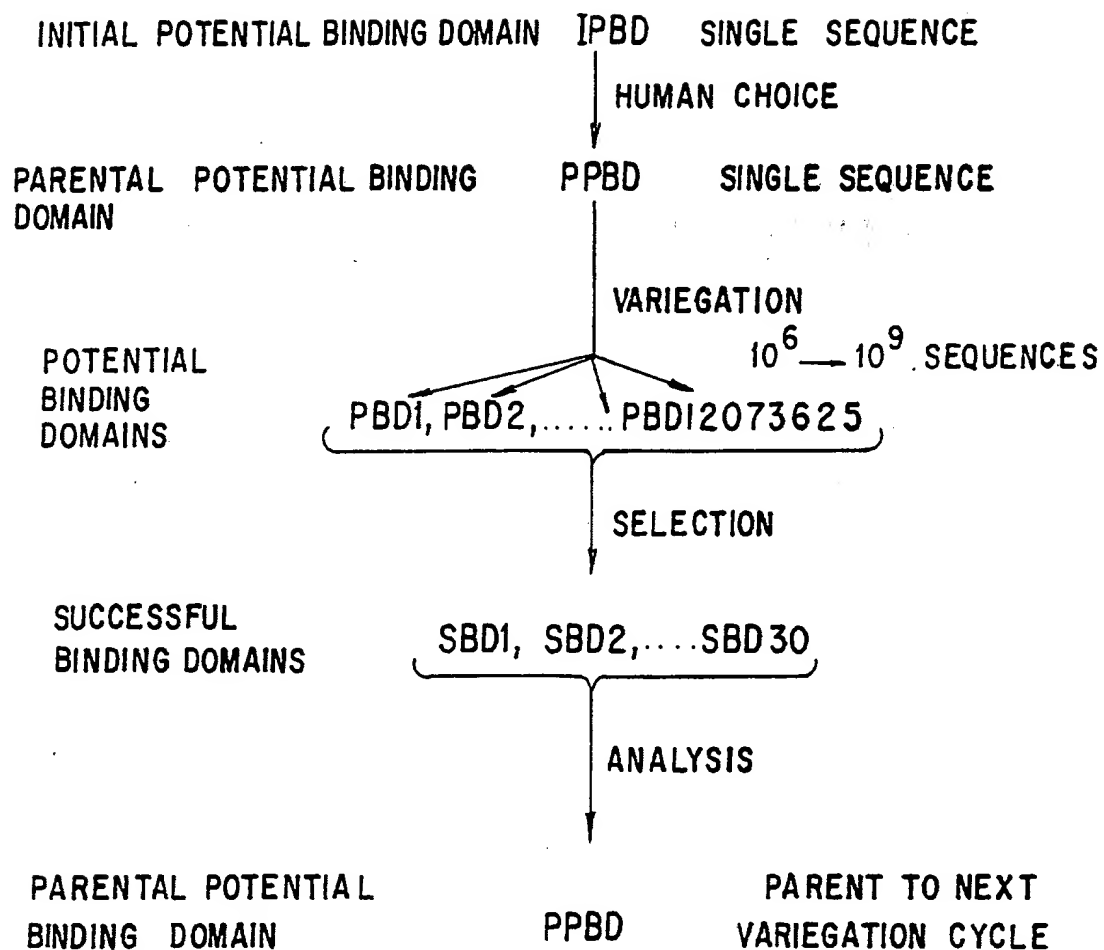 INITIAL POTENTIAL BINDING DOMAIN IPBD SINGLE SEQUENCE
HUMAN CHOICE
PARENTAL POTENTIAL BINDING DOMAIN PPBD SINGLE SEQUENCE
VARIEGATION
10^6 → 10^9 . SEQUENCES
POTENTIAL
BINDING
DOMAINS
PBD1, PBD2, ...... PBD12073625
SELECTION
SUCCESSFUL
BINDING DOMAINS
SBD1, SBD2, .... SBD30
ANALYSIS
PARENTAL POTENTIAL
BINDING DOMAIN
PPBD
PARENT TO NEXT
VARIEGATION CYCLE